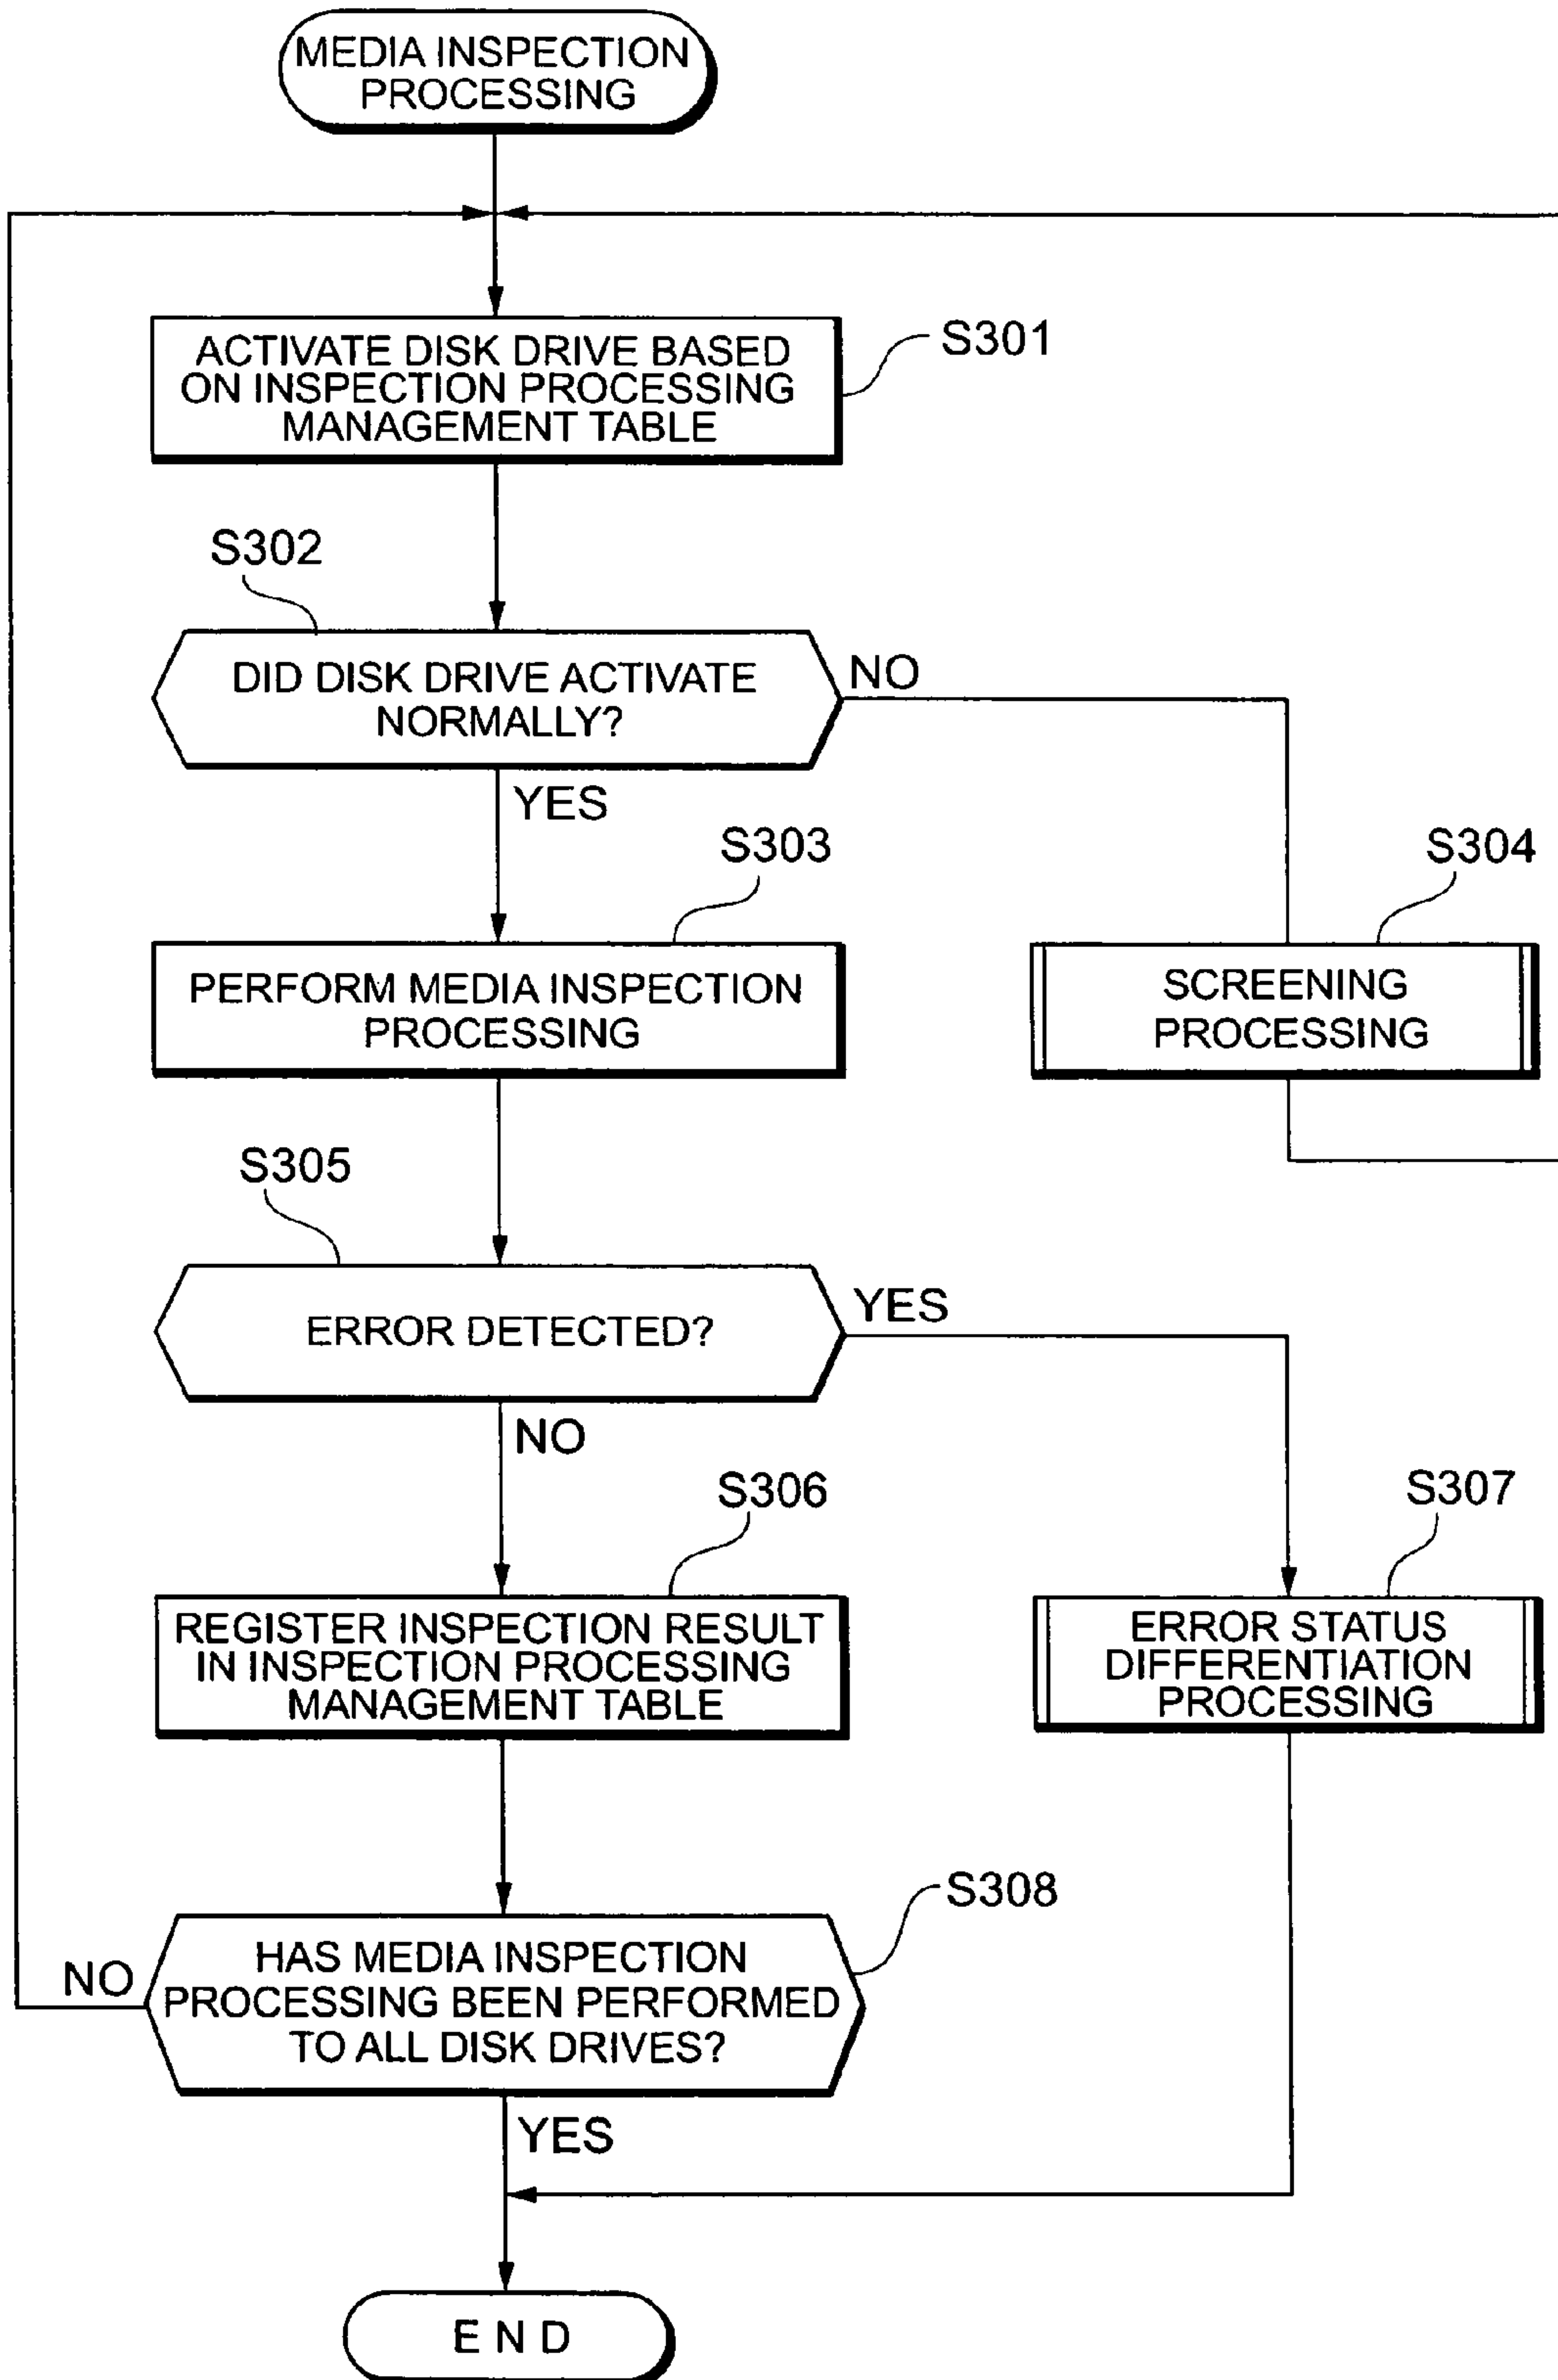 MEDIA INSPECTION
PROCESSING
ACTIVATE DISK DRIVE BASED
ON INSPECTION PROCESSING
MANAGEMENT TABLE
S301
S302
DID DISK DRIVE ACTIVATE
NORMALLY?
NO
YES
S303
PERFORM MEDIA INSPECTION
PROCESSING
S304
SCREENING
PROCESSING
S305
ERROR DETECTED?
YES
NO
S306
REGISTER INSPECTION RESULT
IN INSPECTION PROCESSING
MANAGEMENT TABLE
S307
ERROR STATUS
DIFFERENTIATION
PROCESSING
S308
HAS MEDIA INSPECTION
PROCESSING BEEN PERFORMED
TO ALL DISK DRIVES?
NO
YES
END